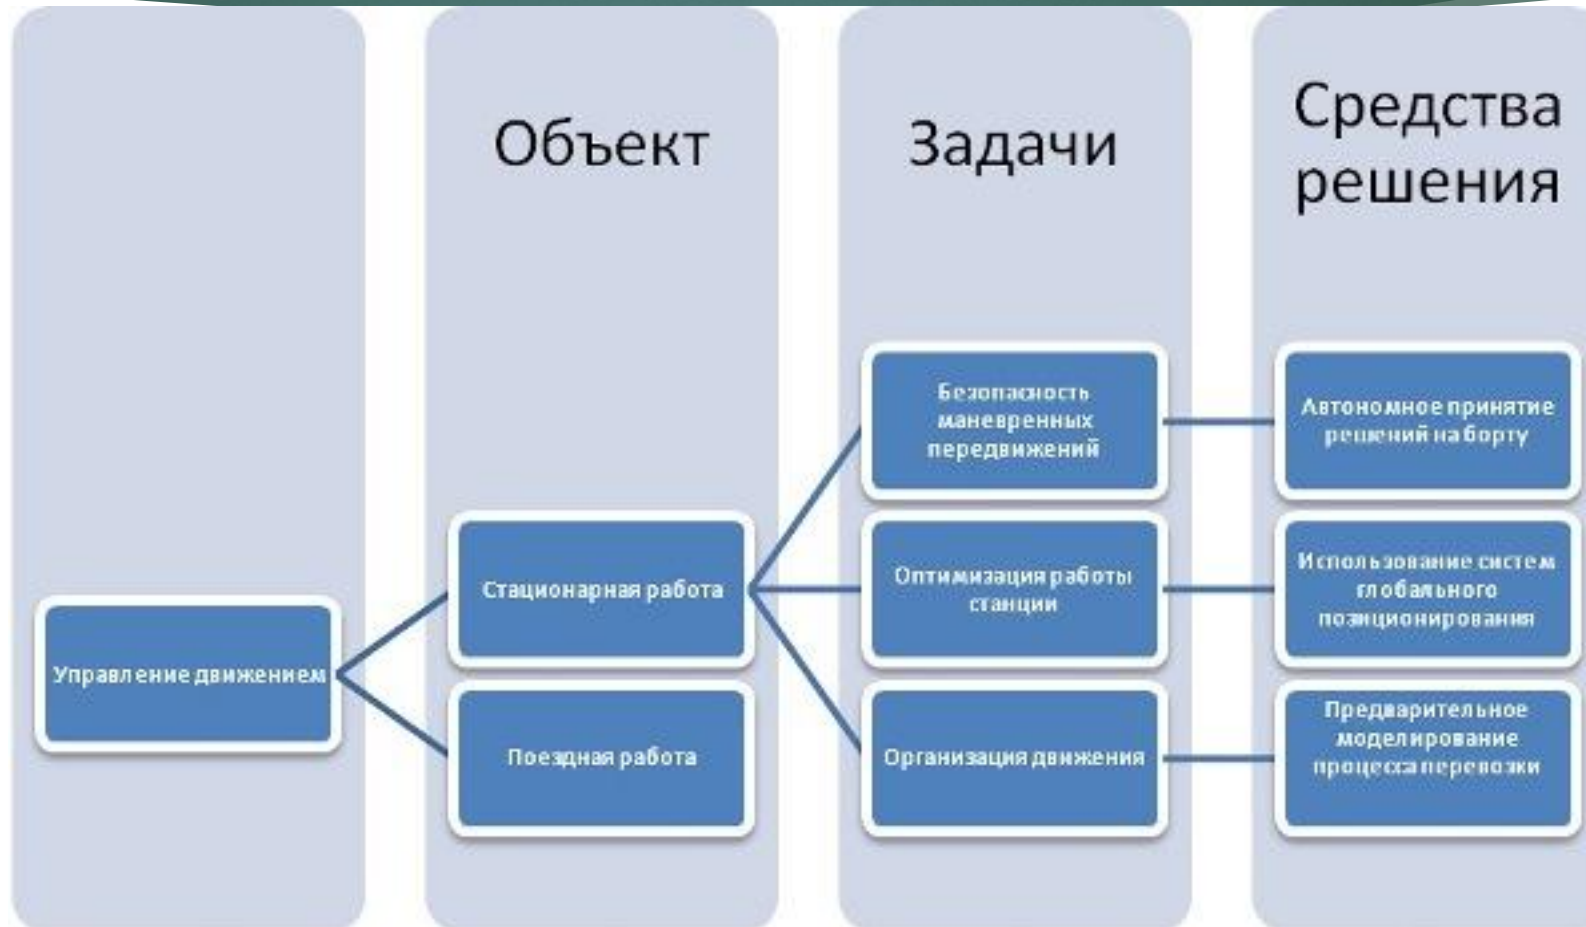 Объект
Задачи
Средства
решения
Управление движением
Стационарная работа
Поездная работа
Безопасность
маневренных
передвижений
Оптимизация работы
станции
Организация движения
Автономное принятие
решений на борту
Использование систем
глобального
позиционирования
Предварительное
моделирование
процесса перевозки